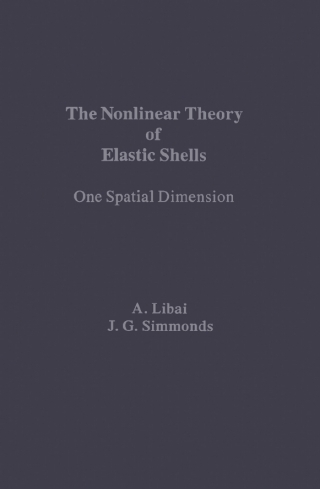 The Nonlinear Theory
of
Elastic Shells
One Spatial Dimension
A. Libai
J. G. Simmonds